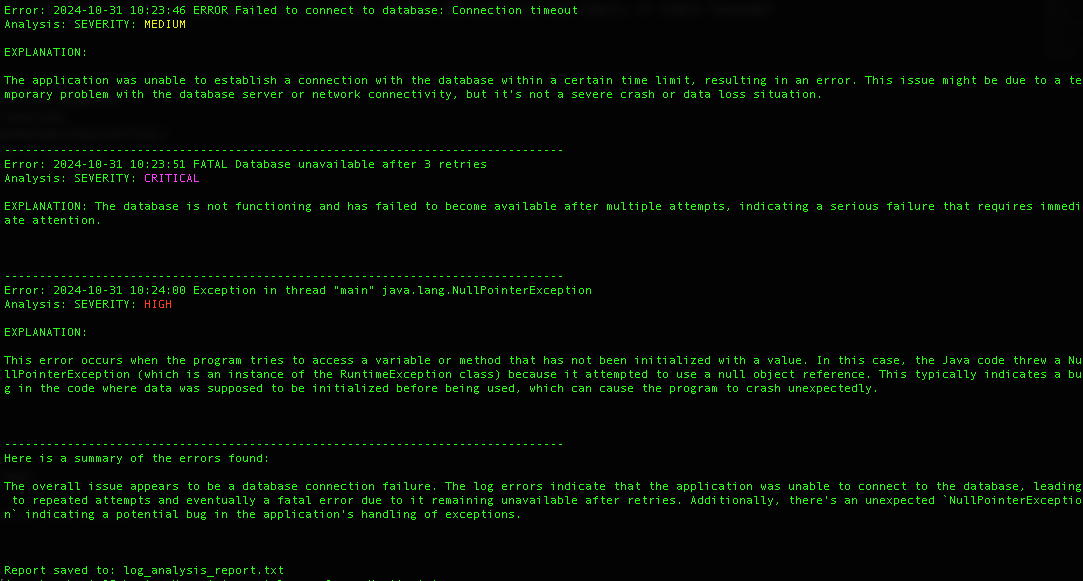 Error: 2024-10-31 10:23:46 ERROR Failed to connect to database: Connection timeout
Analysis: SEVERITY: MEDIUM
EXPLANATION:
The application was unable to establish a connection with the database within a certain time limit, resulting in an error. This issue might be due to a te
mporary problem with the database server or network connectivity, but it's not a severe crash or data loss situation.
--------------------------------------------------------------------------------
Error: 2024-10-31 10:23:51 FATAL Database unavailable after 3 retries
Analysis: SEVERITY: CRITICAL
EXPLANATION: The database is not functioning and has failed to become available after multiple attempts, indicating a serious failure that requires immedi
ate attention.
--------------------------------------------------------------------------------
Error: 2024-10-31 10:24:00 Exception in thread "main" java.lang.NullPointerException
Analysis: SEVERITY: HIGH
EXPLANATION:
This error occurs when the program tries to access a variable or method that has not been initialized with a value. In this case, the Java code threw a Nu
llPointerException (which is an instance of the RuntimeException class) because it attempted to use a null object reference. This typically indicates a bu
g in the code where data was supposed to be initialized before being used, which can cause the program to crash unexpectedly.
--------------------------------------------------------------------------------
Here is a summary of the errors found:
The overall issue appears to be a database connection failure. The log errors indicate that the application was unable to connect to the database, leading
 to repeated attempts and eventually a fatal error due to it remaining unavailable after retries. Additionally, there's an unexpected `NullPointerExceptio
n` indicating a potential bug in the application's handling of exceptions.
Report saved to: log_analysis_report.txt